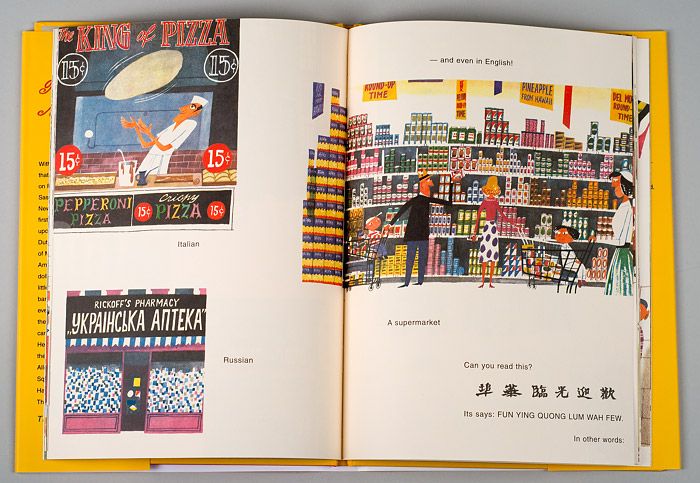 The KING of PIZZA
15¢ 15¢
15¢ 15¢
PEPPERONI PIZZA
15¢
Crispy PIZZA
15¢
Italian
RICKOFF'S PHARMACY
„УКРАЇНСЬКА АПТЕКА"
Russian
— and even in English!
ROUND-UP TIME
PINEAPPLE FROM HAWAII
DEL MO
ROUND-UP
TIME
A supermarket
Can you read this?
埠華臨光迎歡
Its says: FUN YING QUONG LUM WAH FEW.
In other words: